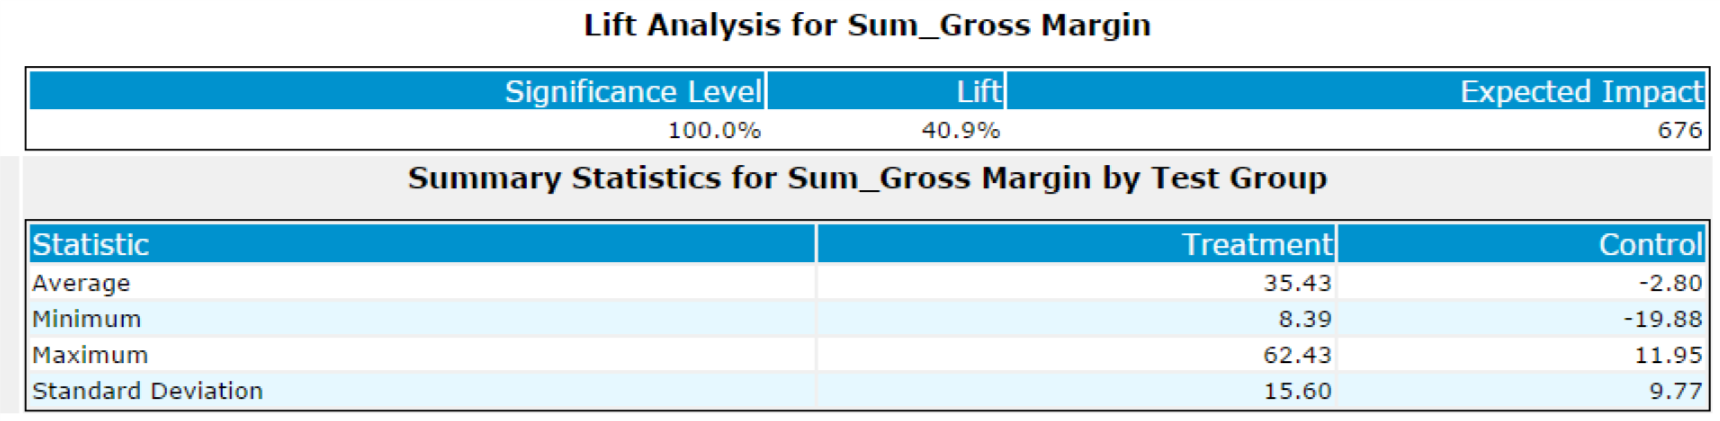 Lift Analysis for Sum_Gross Margin
Significance Level Lift Expected Impact
100.0% 40.9% 676
Summary Statistics for Sum_Gross Margin by Test Group
Statistic Treatment Control
Average 35.43 -2.80
Minimum 8.39 -19.88
Maximum 62.43 11.95
Standard Deviation 15.60 9.77